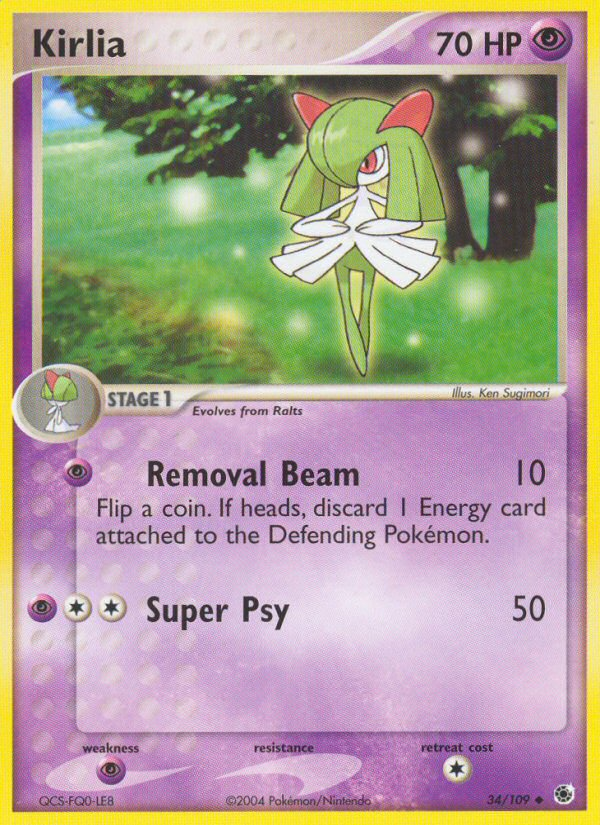 Kirlia 70 HP
Illus. Ken Sugimori
STAGE 1
Evolves from Ralts
Removal Beam 10
Flip a coin. If heads, discard 1 Energy card
attached to the Defending Pokémon.
Super Psy 50
weakness resistance retreat cost
QCS-FQ0-LE8 ©2004 Pokémon/Nintendo 34/109